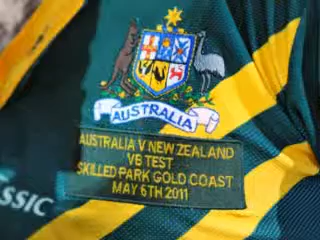 AUSTRALIA
AUSTRALIA V NEW ZEALAND
VB TEST
SKILLED PARK GOLD COAST
MAY 6TH 2011
SSIC